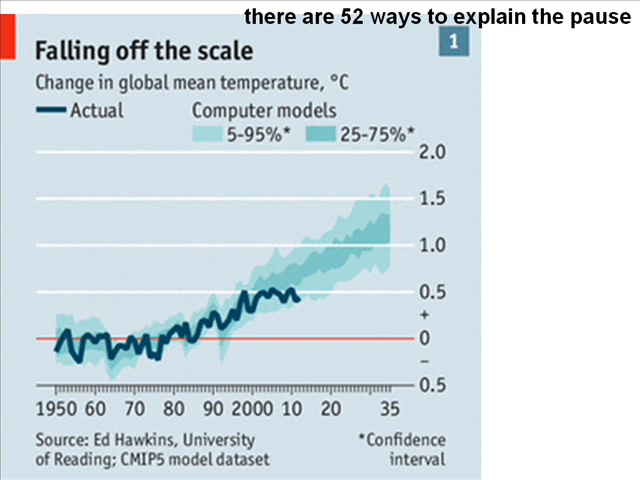 there are 52 ways to explain the pause
Falling off the scale
1
Change in global mean temperature, °C
Actual
Computer models
5-95%* 25-75%*
2.0
1.5
1.0
0.5
+
0
–
0.5
1950 60 70 80 90 2000 10 35
Source: Ed Hawkins, University
of Reading; CMIP5 model dataset
*Confidence
interval